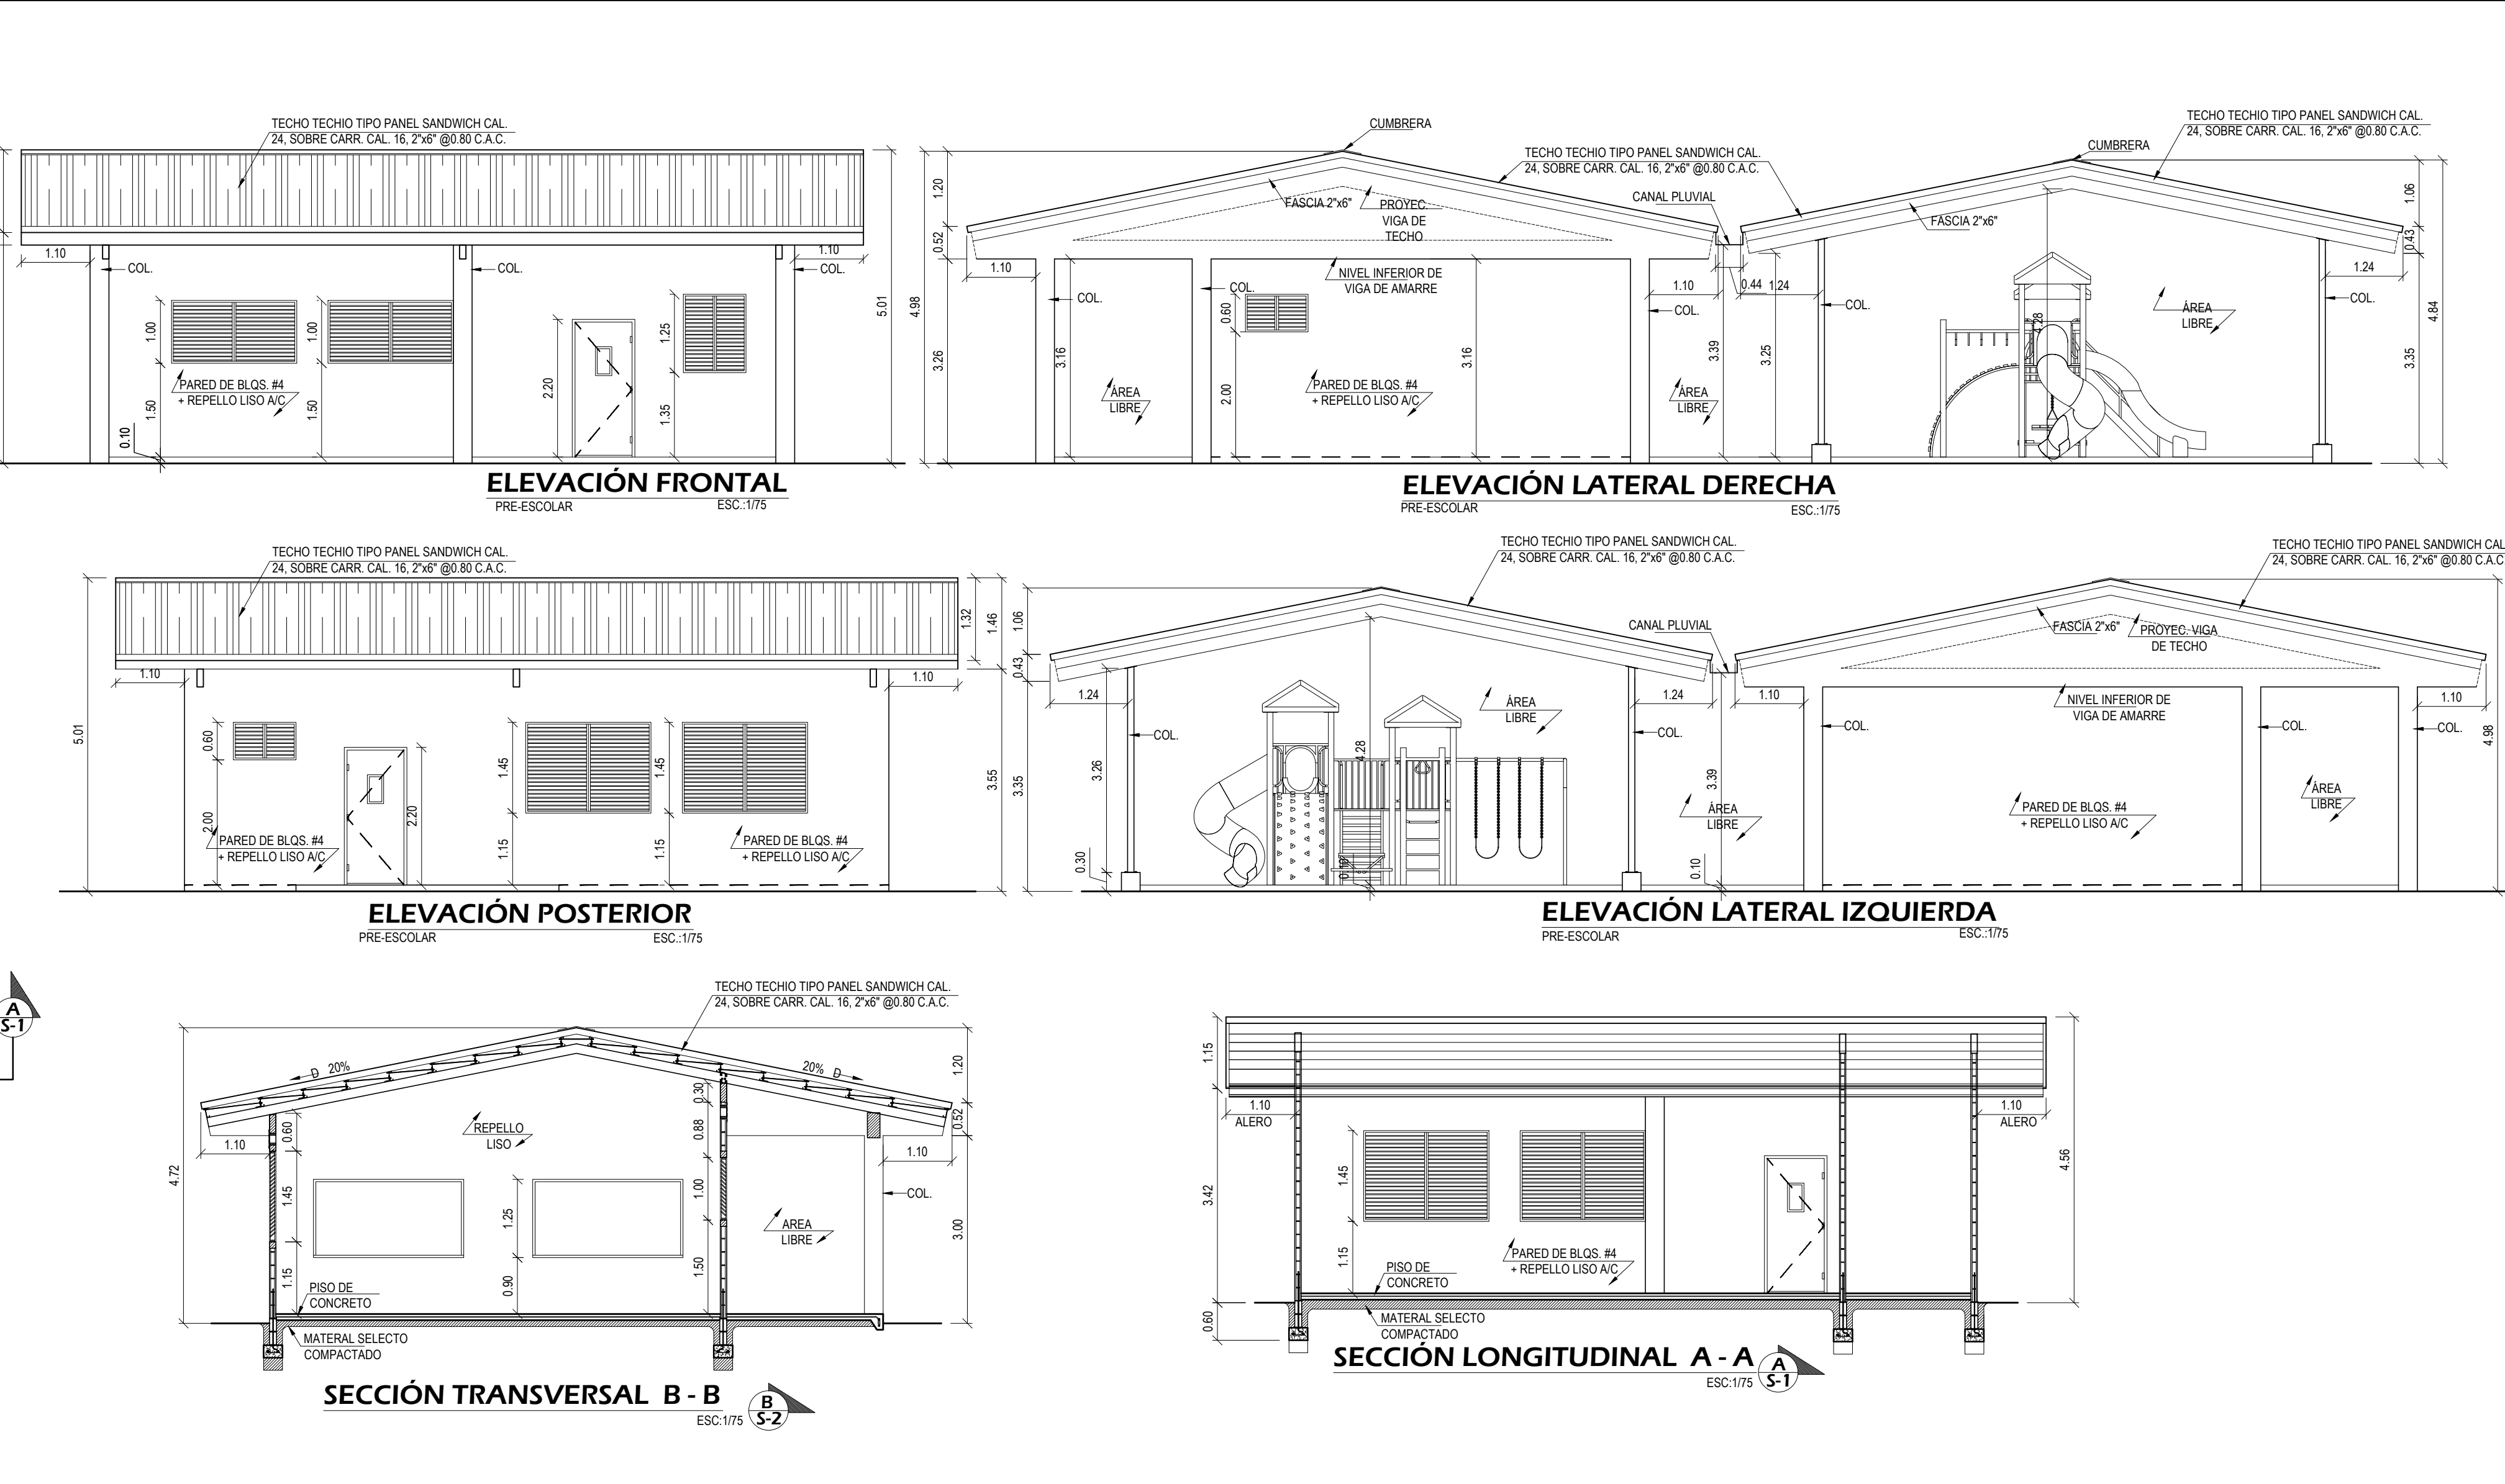 TECHO TECHIO TIPO PANEL SANDWICH CAL.
24, SOBRE CARR. CAL. 16, 2"x6" @0.80 C.A.C.
1.10
COL.
COL.
1.10
COL.
1.00
1.00
1.25
5.01
2.20
PARED DE BLQS. #4
+ REPELLO LISO A/C
1.50
1.50
1.35
0.10
ELEVACIÓN FRONTAL
PRE-ESCOLAR
ESC.:1/75
CUMBRERA
TECHO TECHIO TIPO PANEL SANDWICH CAL.
24, SOBRE CARR. CAL. 16, 2"x6" @0.80 C.A.C.
CUMBRERA
TECHO TECHIO TIPO PANEL SANDWICH CAL.
24, SOBRE CARR. CAL. 16, 2"x6" @0.80 C.A.C.
1.20
FASCIA 2"x6"
PROYEC.
VIGA DE
TECHO
CANAL PLUVIAL
FASCIA 2"x6"
1.06
0.52
0.43
1.10
NIVEL INFERIOR DE
VIGA DE AMARRE
1.24
COL.
COL.
1.10
0.44
1.24
COL.
COL.
COL.
4.98
0.60
ÁREA
LIBRE
4.28
4.84
3.26
3.16
3.16
3.39
3.25
3.35
2.00
ÁREA
LIBRE
PARED DE BLQS. #4
+ REPELLO LISO A/C
ÁREA
LIBRE
ELEVACIÓN LATERAL DERECHA
PRE-ESCOLAR
ESC.:1/75
TECHO TECHIO TIPO PANEL SANDWICH CAL.
24, SOBRE CARR. CAL. 16, 2"x6" @0.80 C.A.C.
1.32
1.46
1.10
1.10
5.01
0.60
1.45
1.45
3.55
2.00
2.20
PARED DE BLQS. #4
+ REPELLO LISO A/C
1.15
1.15
PARED DE BLQS. #4
+ REPELLO LISO A/C
ELEVACIÓN POSTERIOR
PRE-ESCOLAR
ESC.:1/75
TECHO TECHIO TIPO PANEL SANDWICH CAL.
24, SOBRE CARR. CAL. 16, 2"x6" @0.80 C.A.C.
TECHO TECHIO TIPO PANEL SANDWICH CAL
24, SOBRE CARR. CAL. 16, 2"x6" @0.80 C.A.C
1.06
CANAL PLUVIAL
FASCIA 2"x6"
PROYEC. VIGA
DE TECHO
0.43
1.24
1.24
1.10
ÁREA
LIBRE
NIVEL INFERIOR DE
VIGA DE AMARRE
1.10
COL.
COL.
COL.
COL.
COL.
4.98
3.26
4.28
3.39
3.35
ÁREA
LIBRE
PARED DE BLQS. #4
+ REPELLO LISO A/C
ÁREA
LIBRE
0.30
0.10
0.10
ELEVACIÓN LATERAL IZQUIERDA
PRE-ESCOLAR
ESC.:1/75
A
S-1
TECHO TECHIO TIPO PANEL SANDWICH CAL.
24, SOBRE CARR. CAL. 16, 2"x6" @0.80 C.A.C.
D 20%
20% D
1.20
0.30
0.52
0.60
REPELLO
LISO
0.88
1.10
1.10
4.72
1.45
1.00
COL.
1.25
AREA
LIBRE
3.00
1.15
0.90
1.50
PISO DE
CONCRETO
MATERAL SELECTO
COMPACTADO
SECCIÓN TRANSVERSAL B - B
ESC:1/75
B
S-2
1.15
1.10
ALERO
1.10
ALERO
1.45
4.56
3.42
1.15
PARED DE BLQS. #4
+ REPELLO LISO A/C
PISO DE
CONCRETO
0.60
MATERAL SELECTO
COMPACTADO
SECCIÓN LONGITUDINAL A - A
ESC:1/75
A
S-1